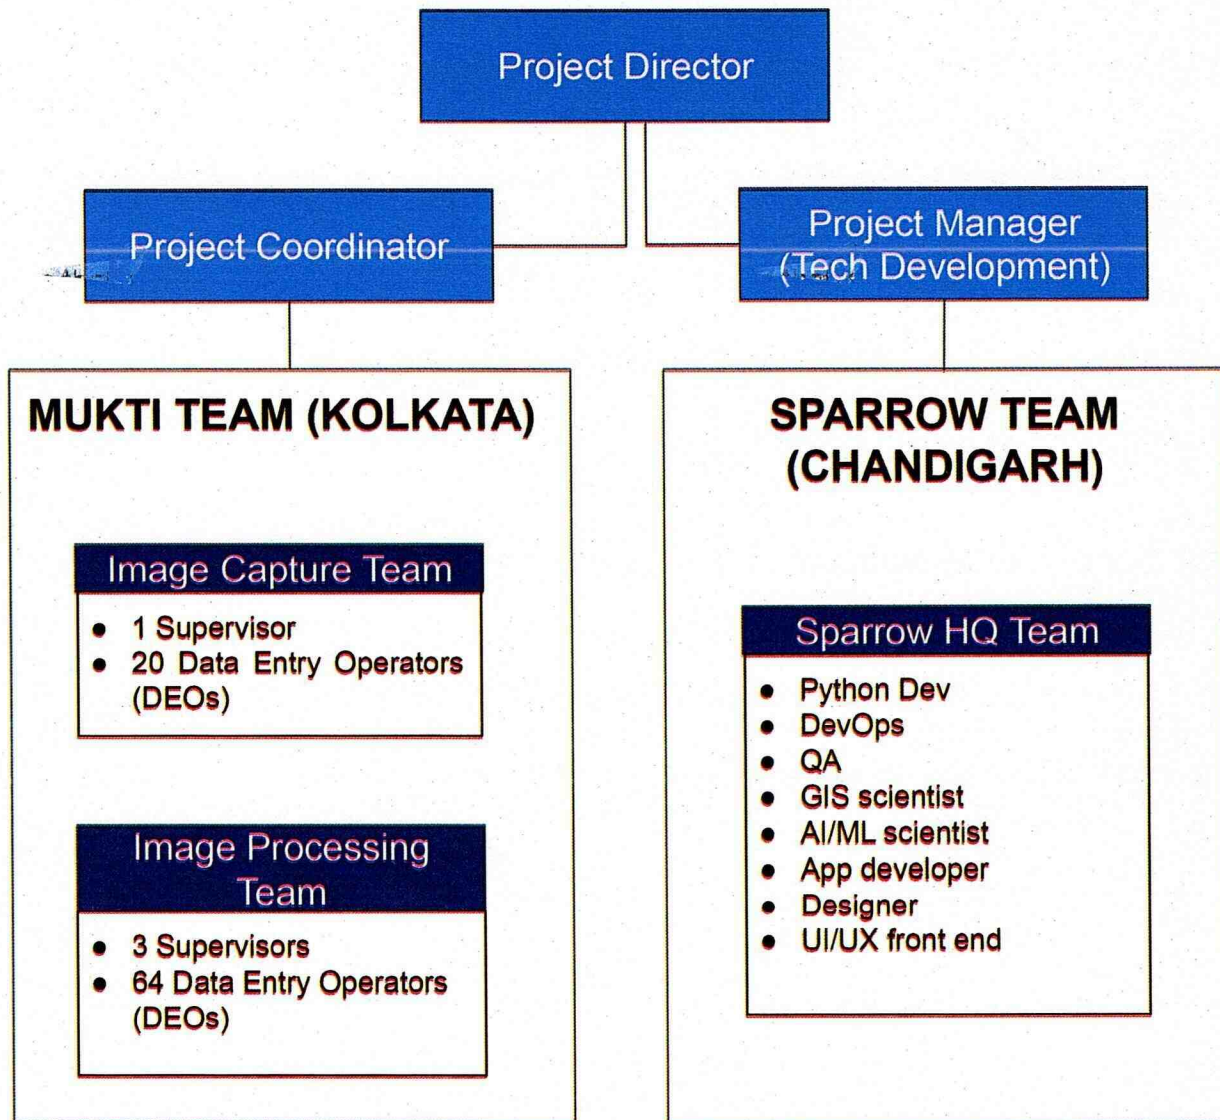 Project Director
Project Coordinator
Project Manager
(Tech Development)
MUKTI TEAM (KOLKATA)
Image Capture Team
● 1 Supervisor
● 20 Data Entry Operators
(DEOs)
Image Processing
Team
● 3 Supervisors
● 64 Data Entry Operators
(DEOs)
SPARROW TEAM
(CHANDIGARH)
Sparrow HQ Team
● Python Dev
● DevOps
● QA
● GIS scientist
● AI/ML scientist
● App developer
● Designer
● UI/UX front end